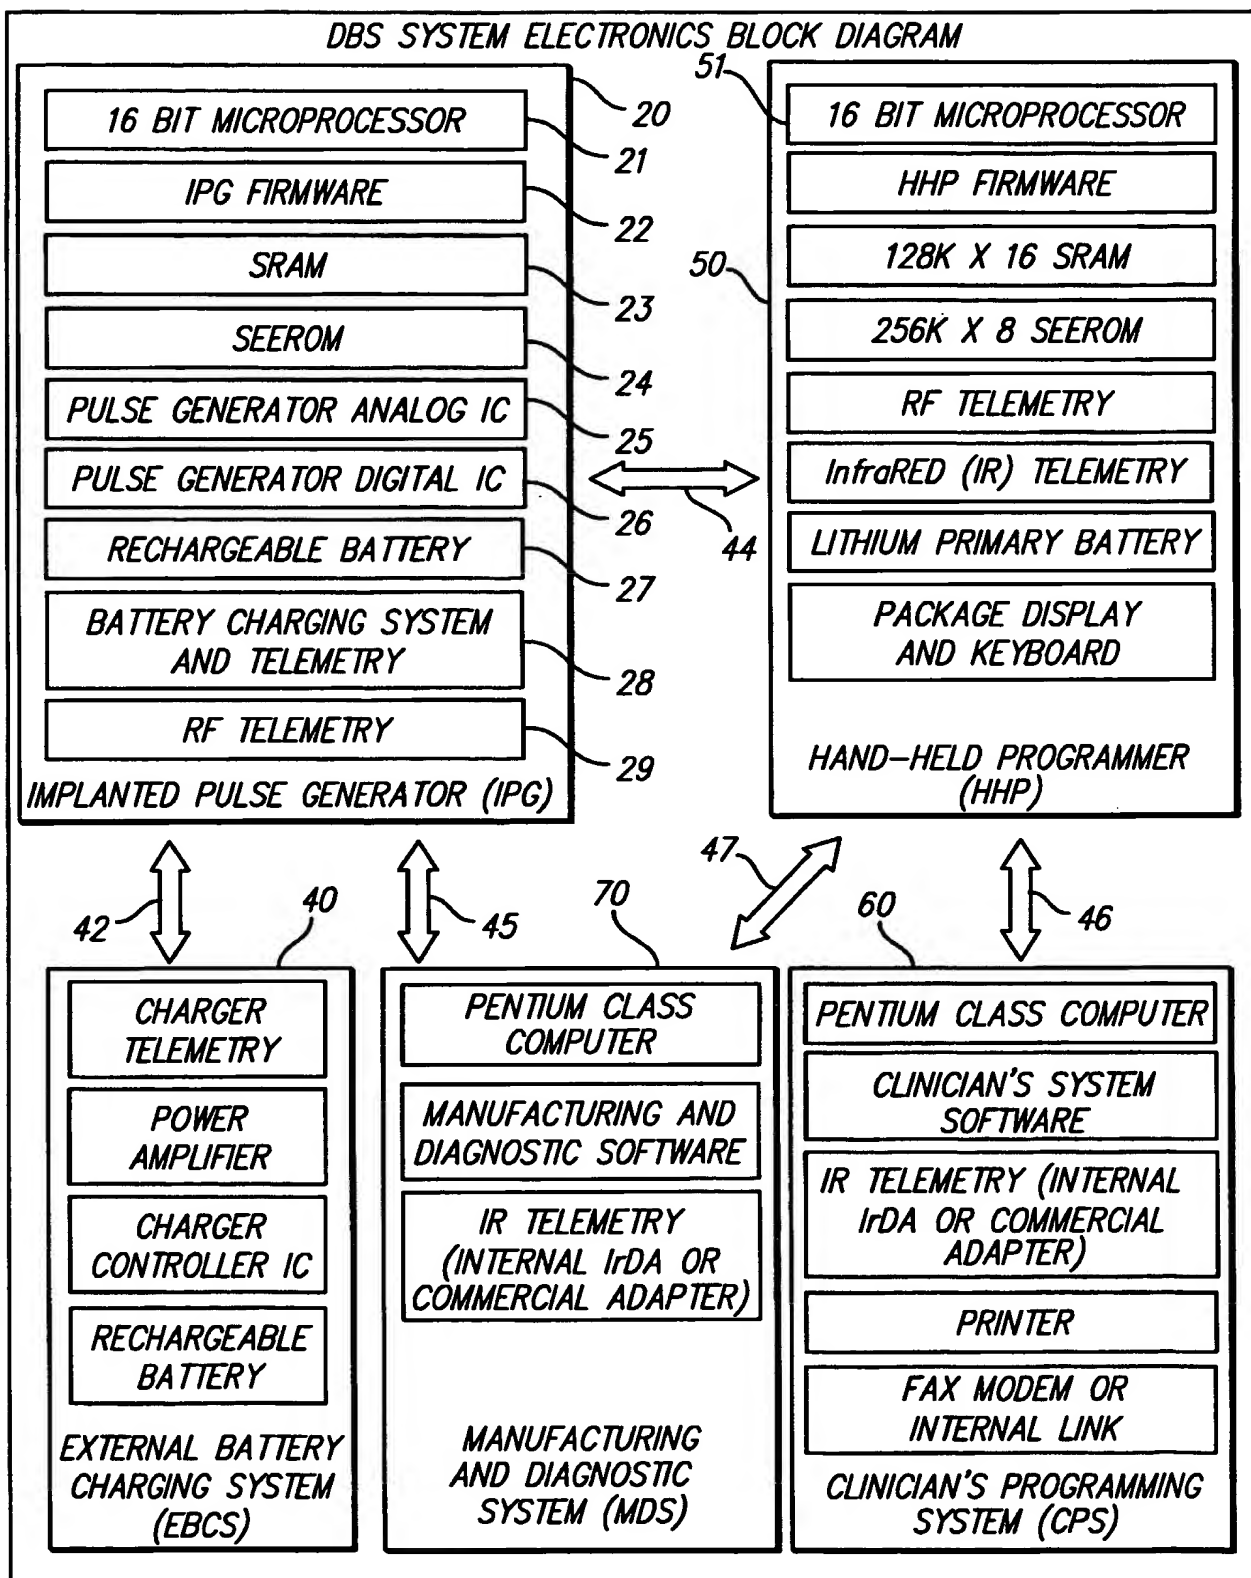 DBS SYSTEM ELECTRONICS BLOCK DIAGRAM
16 BIT MICROPROCESSOR
IPG FIRMWARE
SRAM
SEEROM
PULSE GENERATOR ANALOG IC
PULSE GENERATOR DIGITAL IC
RECHARGEABLE BATTERY
BATTERY CHARGING SYSTEM
AND TELEMETRY
RF TELEMETRY
IMPLANTED PULSE GENERATOR (IPG)
20
21
22
23
24
25
26
27
28
29
44
51
50
16 BIT MICROPROCESSOR
HHP FIRMWARE
128K X 16 SRAM
256K X 8 SEEROM
RF TELEMETRY
InfraRED (IR) TELEMETRY
LITHIUM PRIMARY BATTERY
PACKAGE DISPLAY
AND KEYBOARD
HAND-HELD PROGRAMMER
(HHP)
42
40
45
70
47
60
46
CHARGER
TELEMETRY
POWER
AMPLIFIER
CHARGER
CONTROLLER IC
RECHARGEABLE
BATTERY
EXTERNAL BATTERY
CHARGING SYSTEM
(EBCS)
PENTIUM CLASS
COMPUTER
MANUFACTURING AND
DIAGNOSTIC SOFTWARE
IR TELEMETRY
(INTERNAL IrDA OR
COMMERCIAL ADAPTER)
MANUFACTURING
AND DIAGNOSTIC
SYSTEM (MDS)
PENTIUM CLASS COMPUTER
CLINICIAN'S SYSTEM
SOFTWARE
IR TELEMETRY (INTERNAL
IrDA OR COMMERCIAL
ADAPTER)
PRINTER
FAX MODEM OR
INTERNAL LINK
CLINICIAN'S PROGRAMMING
SYSTEM (CPS)